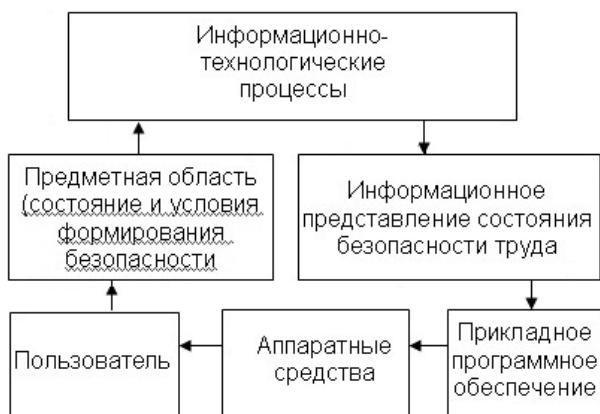 Информационно-
технологические
процессы
Предметная область
(состояние и условия
формирования
безопасности
Информационное
представление состояния
безопасности труда
Пользователь
Аппаратные
средства
Прикладное
программное
обеспечение